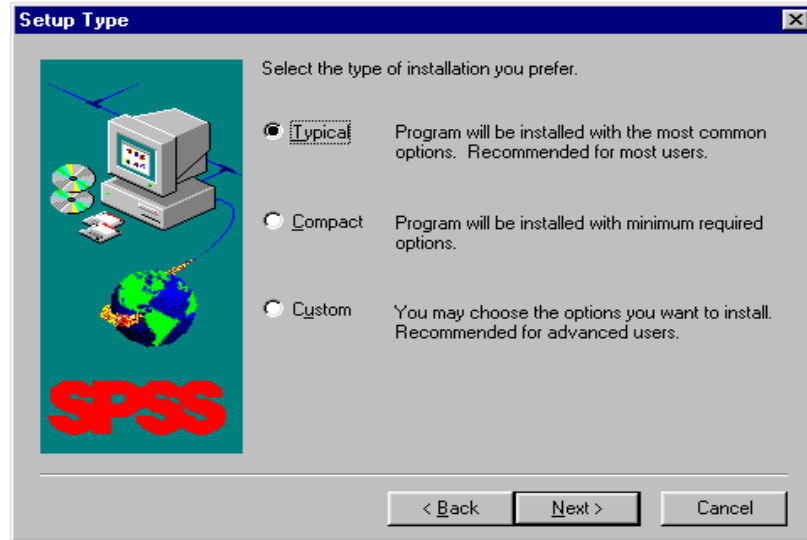 Setup Type
Select the type of installation you prefer.
Typical
Program will be installed with the most common
options. Recommended for most users.
Compact
Program will be installed with minimum required
options.
Custom
You may choose the options you want to install.
Recommended for advanced users.
SPSS
< Back
Next >
Cancel